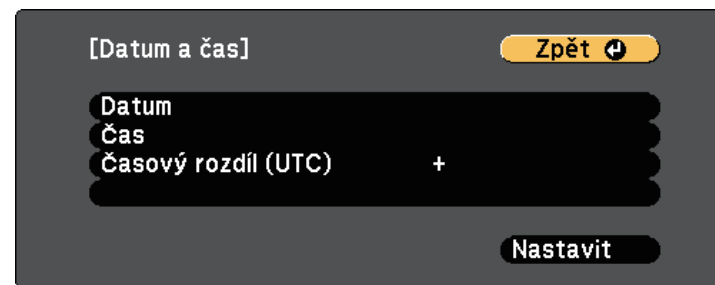 [Datum a čas]
Zpět
Datum
Čas
Časový rozdíl (UTC) +
Nastavit